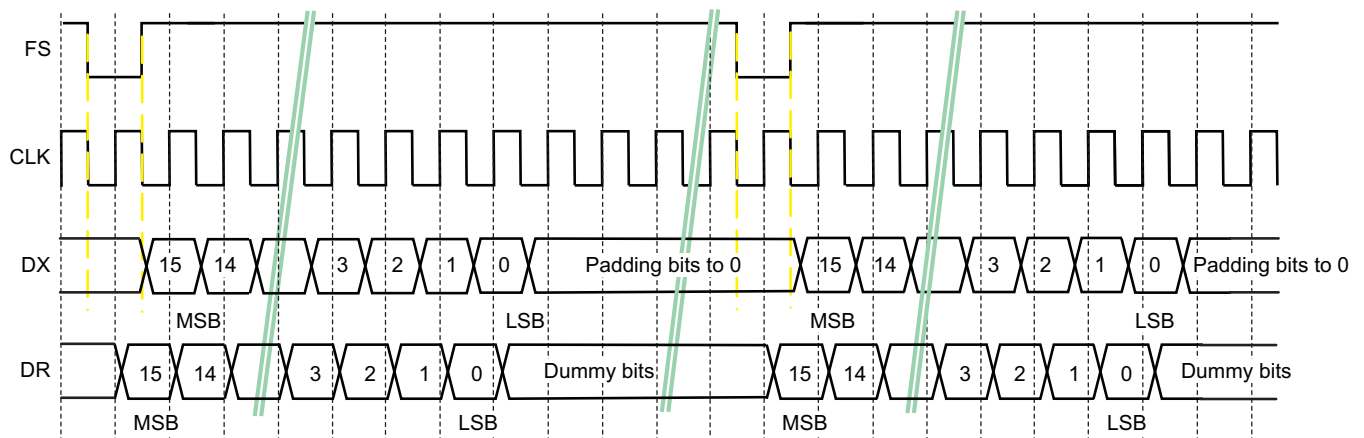 FS
CLK
DX 15 14 3 2 1 0 Padding bits to 0 15 14 3 2 1 0 Padding bits to 0
MSB LSB MSB LSB
DR 15 14 3 2 1 0 Dummy bits 15 14 3 2 1 0 Dummy bits
MSB LSB MSB LSB